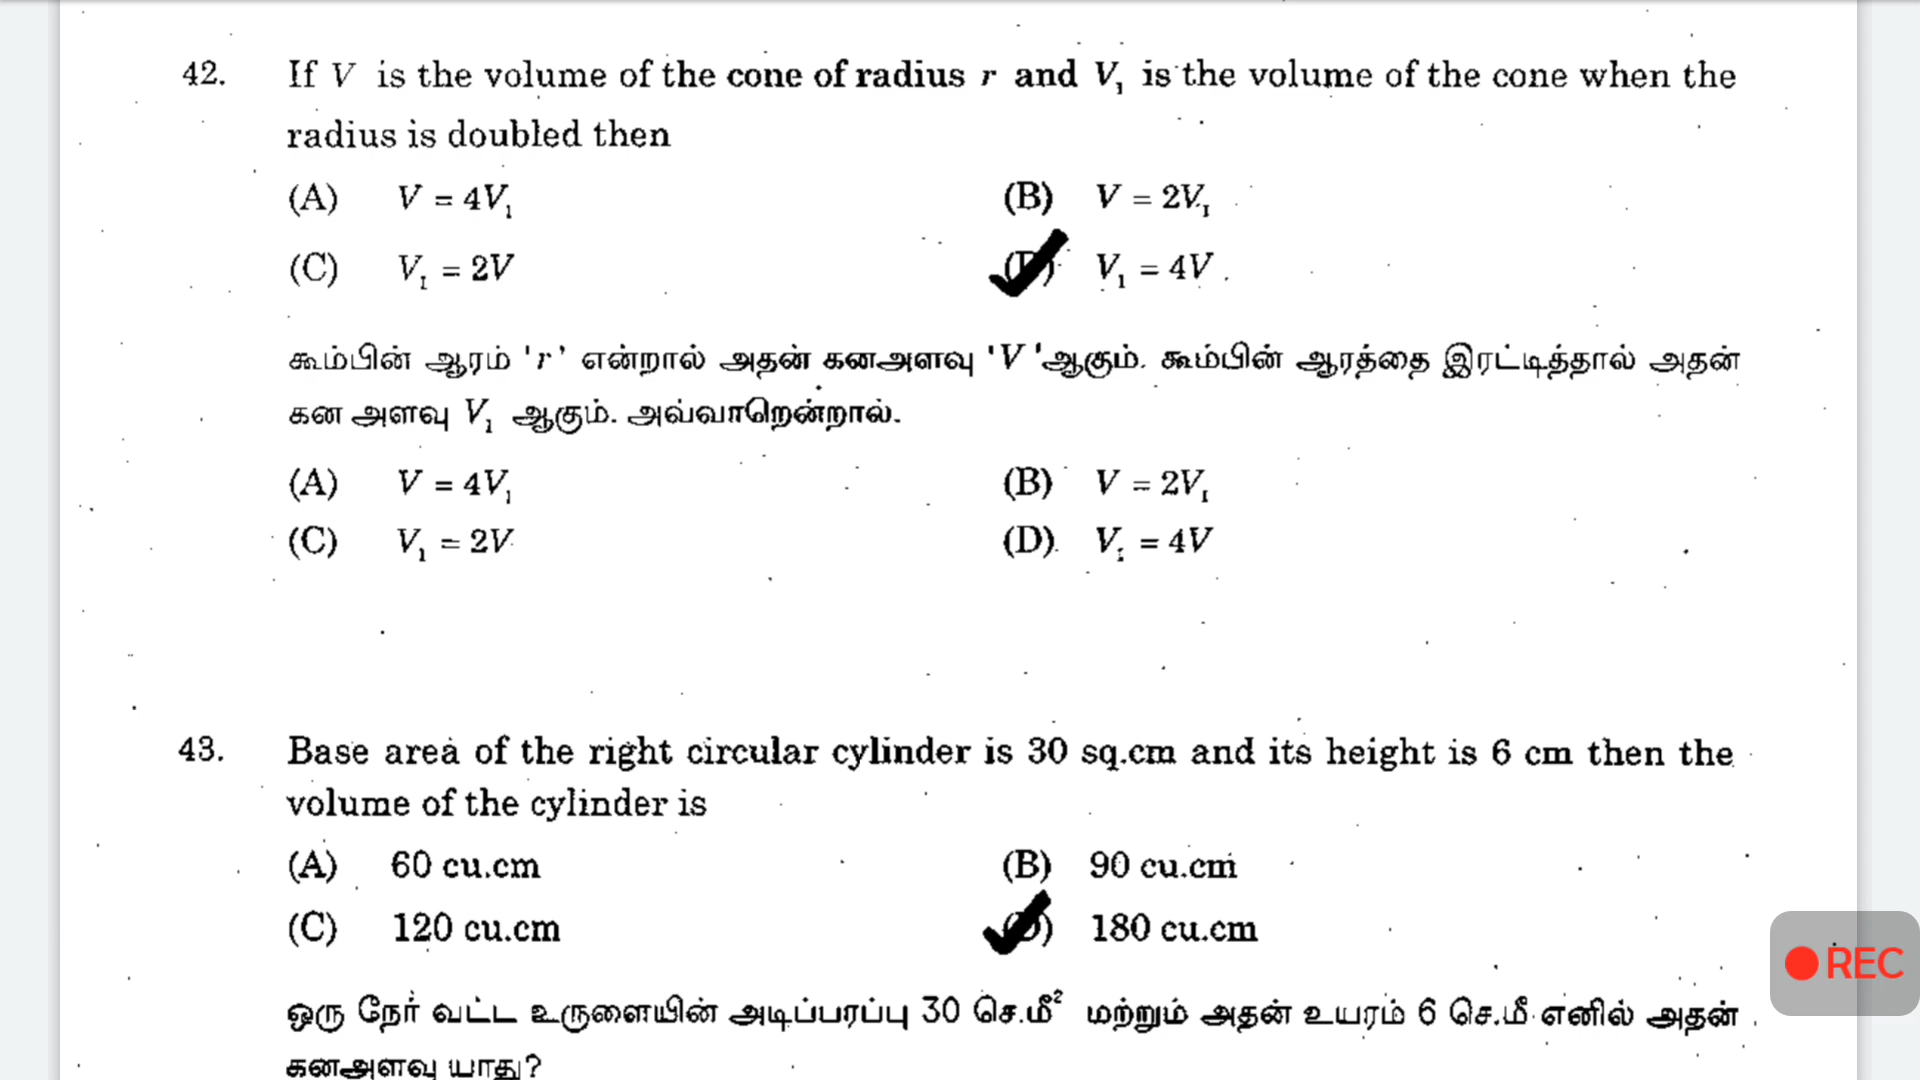 42. If V is the volume of the cone of radius r and V₁ is the volume of the cone when the
radius is doubled then
(A) V = 4V₁ (B) V = 2V₁
(C) V₁ = 2V (D) V₁ = 4V
கூம்பின் ஆரம் 'r' என்றால் அதன் கனஅளவு 'V' ஆகும். கூம்பின் ஆரத்தை இரட்டித்தால் அதன்
கன அளவு V₁ ஆகும். அவ்வாறென்றால்.
(A) V = 4V₁ (B) V = 2V₁
(C) V₁ = 2V (D) V₁ = 4V
43. Base area of the right circular cylinder is 30 sq.cm and its height is 6 cm then the
volume of the cylinder is
(A) 60 cu.cm (B) 90 cu.cm
(C) 120 cu.cm (D) 180 cu.cm
REC
ஒரு நேர் வட்ட உருளையின் அடிப்பரப்பு 30 செ.மீ² மற்றும் அதன் உயரம் 6 செ.மீ எனில் அதன்
கனஅளவு யாது?